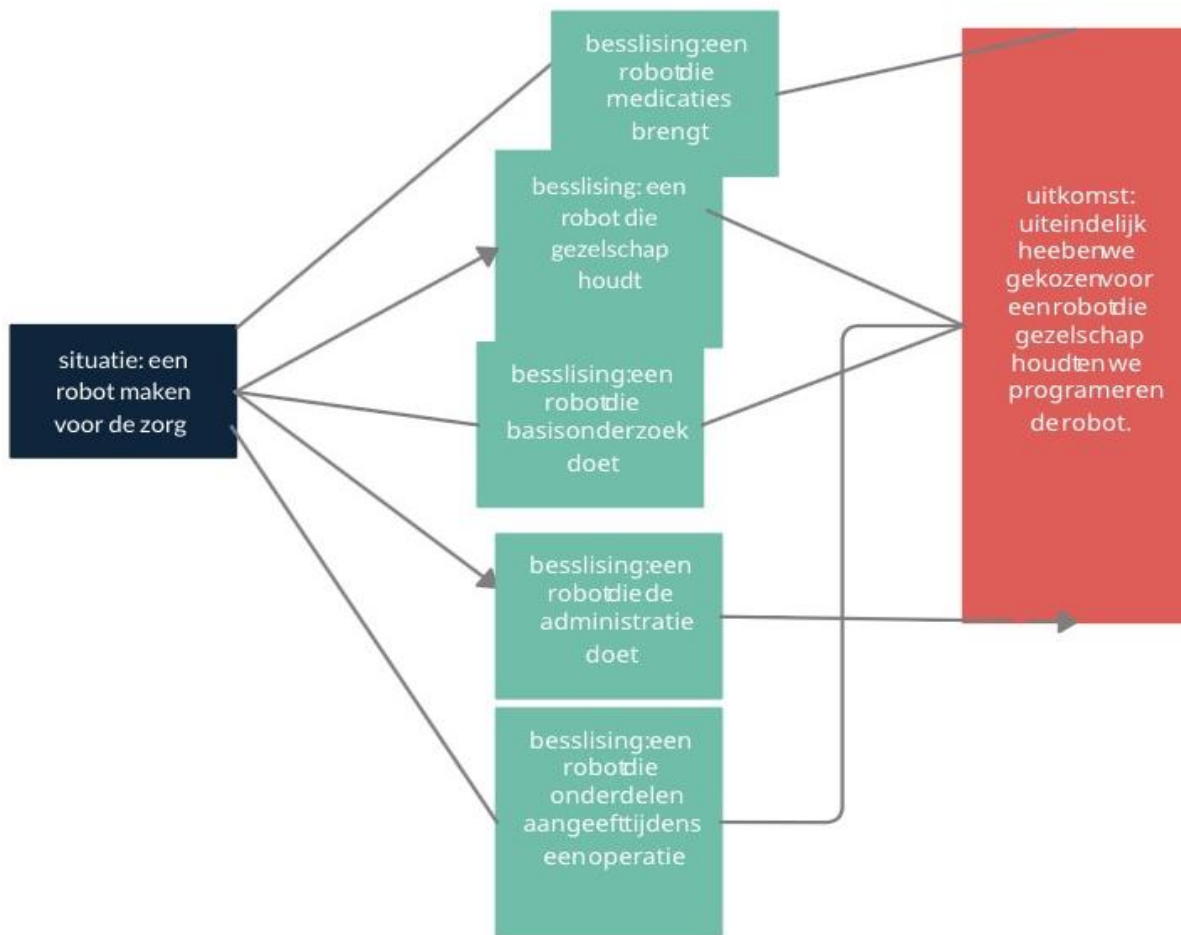 situatie: een
robot maken
voor de zorg
besslising:een
robotdie
medicaties
brengt
besslising: een
robot die
gezelschap
houdt
besslising:een
robotdie
basisonderzoek
doet
besslising:een
robotdie de
administratie
doet
besslising:een
robotdie
onderdelen
aangeefttijdens
eenoperatie
uitkomst:
uiteindelijk
heebenwe
gekozenvoor
eenrobotdie
gezelschap
houdtenwe
programeren
derobot.